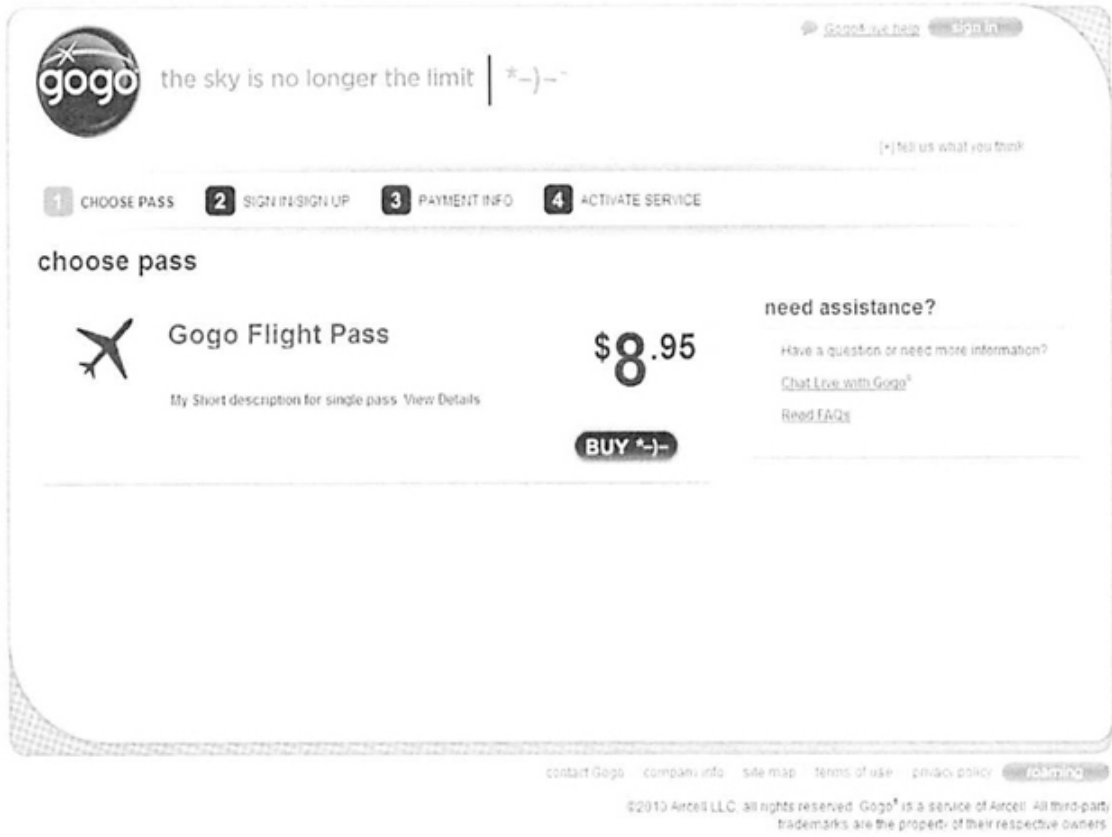 Gogo Live help sign in
gogo
the sky is no longer the limit | *-)-
[+] tell us what you think
1 CHOOSE PASS 2 SIGN IN/SIGN UP 3 PAYMENT INFO 4 ACTIVATE SERVICE
choose pass
Gogo Flight Pass
$8.95
My Short description for single pass View Details
BUY *-)-
need assistance?
Have a question or need more information?
Chat Live with Gogo®
Read FAQs
contact Gogo company info site map terms of use privacy policy roaming
©2010 Aircell LLC. all rights reserved. Gogo® is a service of Aircell. All third-party
trademarks are the property of their respective owners.